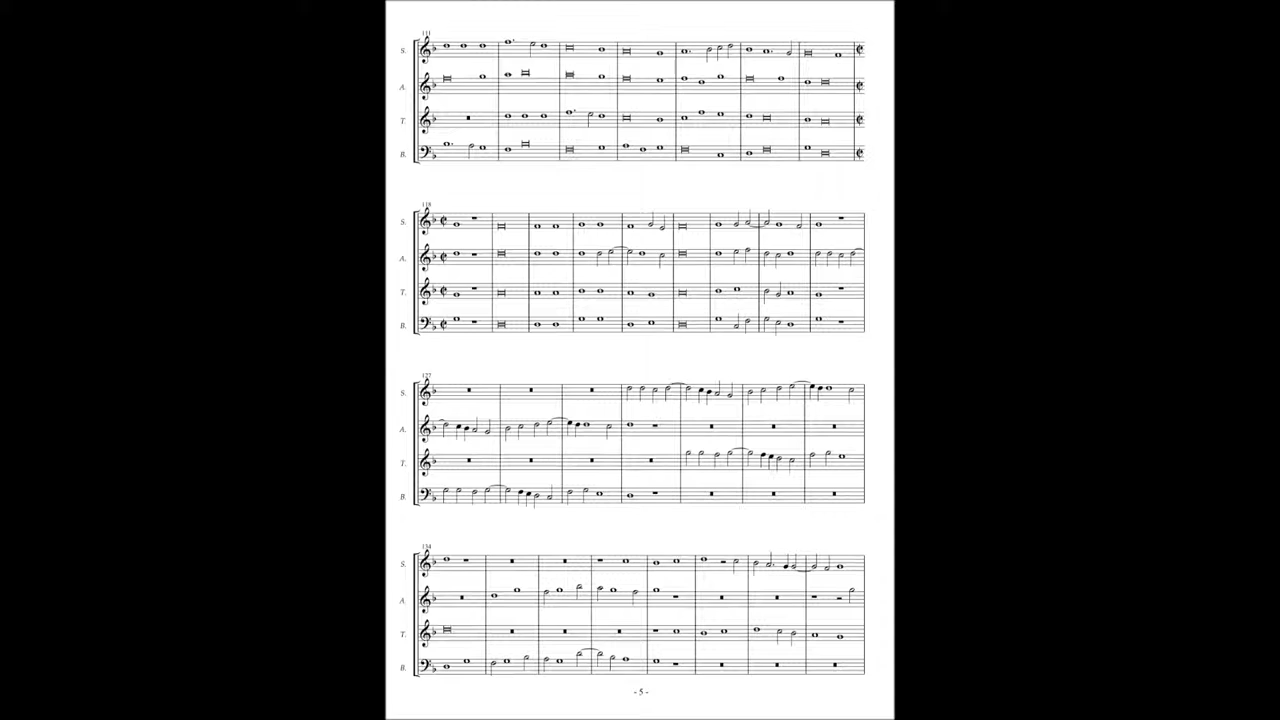 111
S.
A.
T.
B.
118
S.
A.
T.
B.
127
S.
A.
T.
B.
134
S.
A
T.
B.
- 5 -